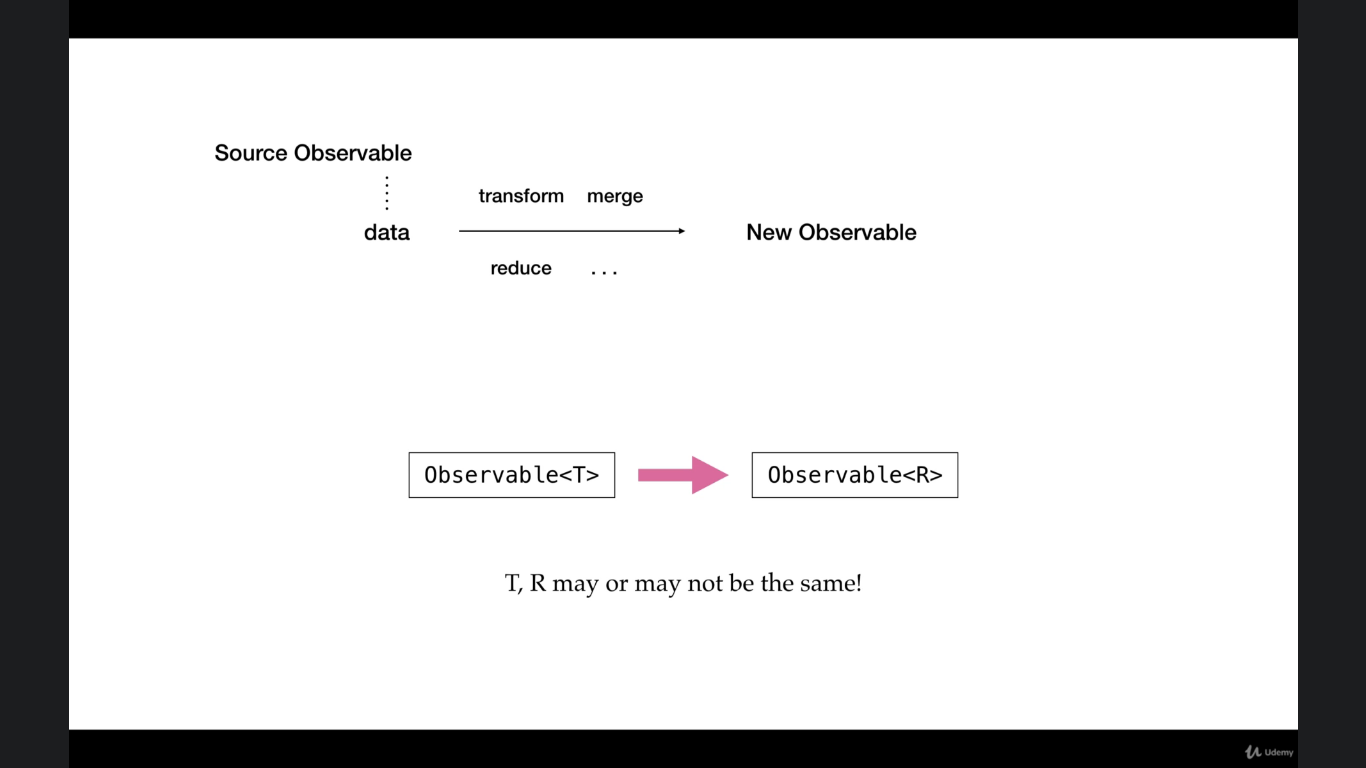 Source Observable
transform merge
data
New Observable
reduce ...
Observable<T>
Observable<R>
T, R may or may not be the same!
Udemy